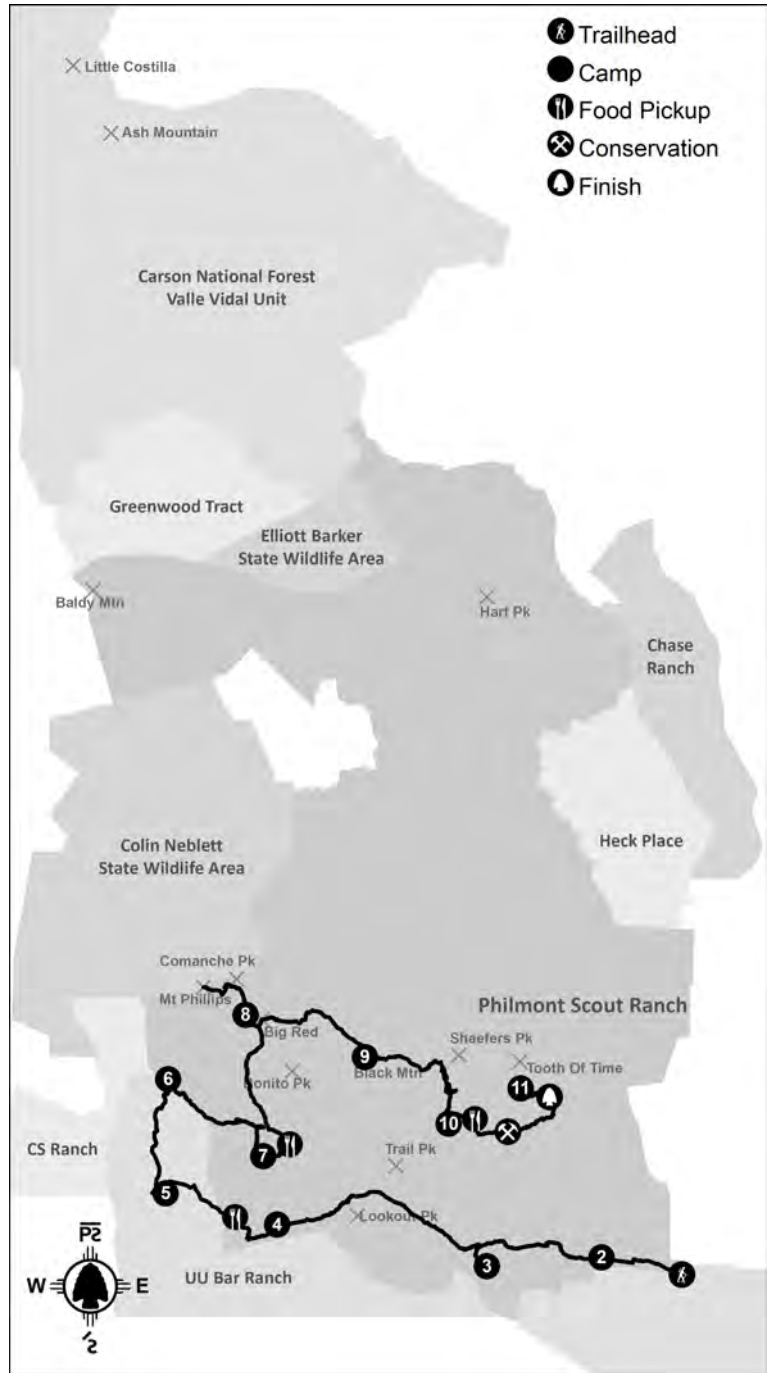 Trailhead
Camp
Food Pickup
Conservation
Finish
Little Costilla
Ash Mountain
Carson National Forest
Valle Vidal Unit
Greenwood Tract
Elliott Barker
State Wildlife Area
Baldy Mtn
Hart Pk
Chase
Ranch
Heck Place
Colin Neblett
State Wildlife Area
Comanche Pk
Mt Phillips
Philmont Scout Ranch
8
Big Red
Shaefers Pk
9
Black Mtn
Tooth Of Time
6
Bonito Pk
11
10
CS Ranch
7
Trail Pk
5
4
Lookout Pk
UU Bar Ranch
3
2
W
E